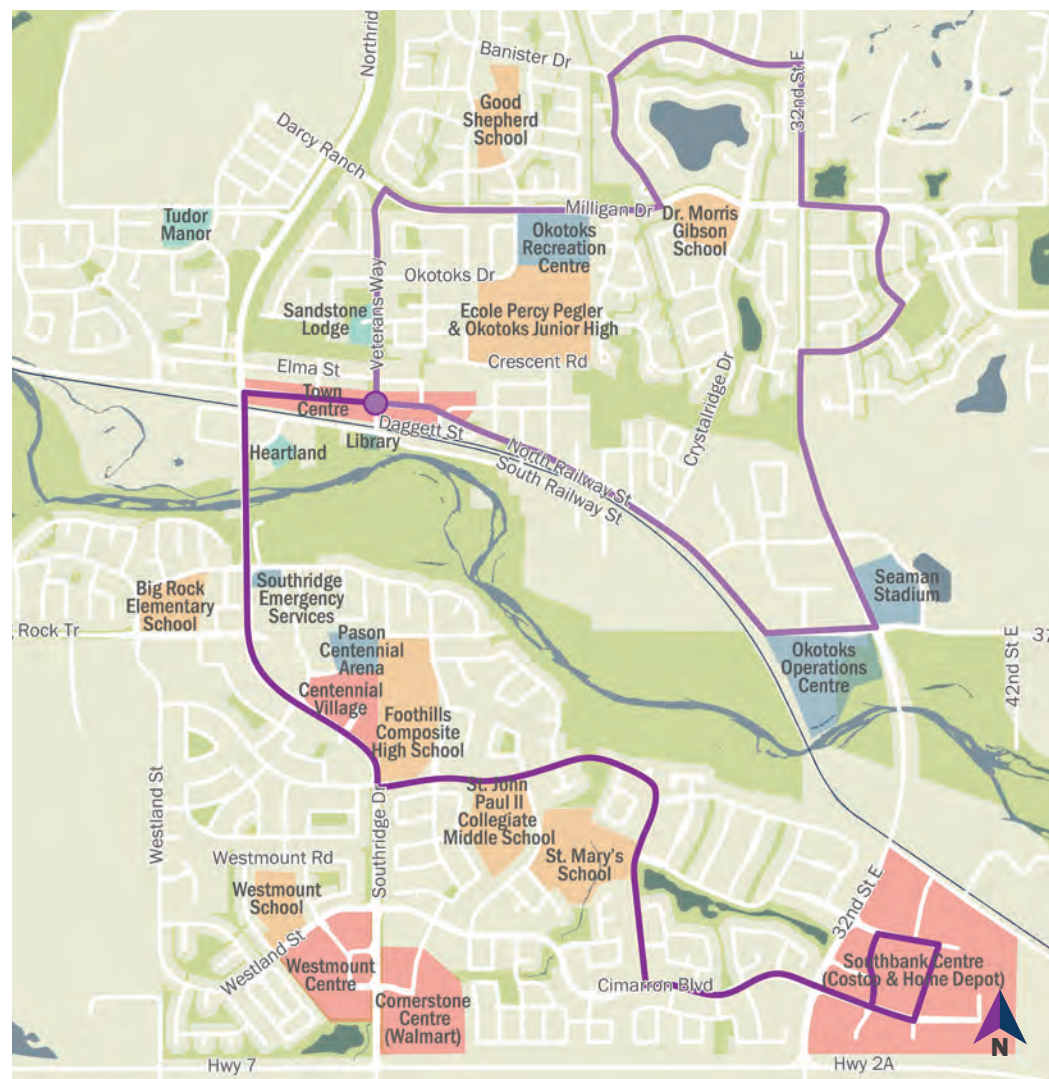 Northrid
Banister Dr
32nd St E
Good
Shepherd
School
Darcy Ranch
Milligan Dr
Tudor
Manor
Dr. Morris
Gibson
School
Okotoks
Recreation
Centre
Okotoks Dr
Veterans Way
Sandstone
Lodge
Ecole Percy Pegler
& Okotoks Junior High
Elma St
Crescent Rd
Crystalridge Dr
Town
Centre
Daggett St
Library
Heartland
North Railway St
South Railway St
Big Rock
Elementary
School
Southridge
Emergency
Services
Seaman
Stadium
Rock Tr
Pason
Centennial
Arena
Okotoks
Operations
Centre
37
42nd St E
Centennial
Village
Foothills
Composite
High School
Westland St
Southridge Dr
St. John
Paul II
Collegiate
Middle School
St. Mary's
School
Westmount Rd
Westmount
School
32nd St E
Westland St
Westmount
Centre
Cimarron Blvd
Southbank Centre
(Costco & Home Depot)
Cornerstone
Centre
(Walmart)
N
Hwy 7
Hwy 2A